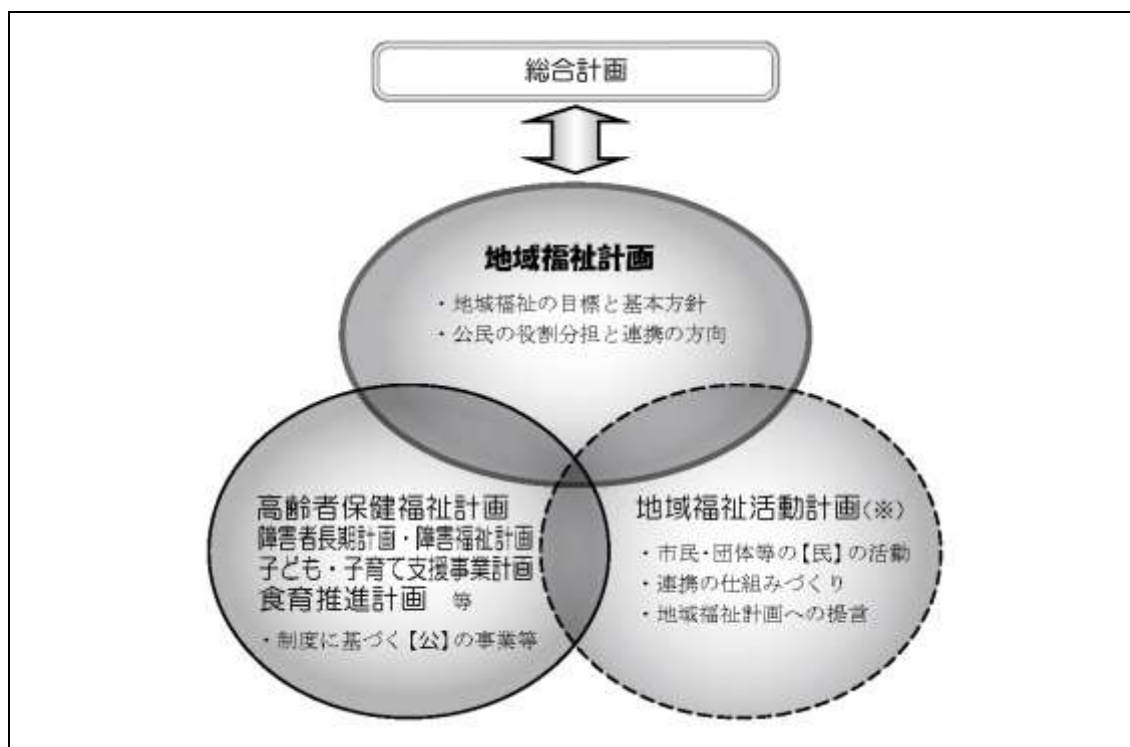 総合計画
地域福祉計画
・地域福祉の目標と基本方針
・公民の役割分担と連携の方向
高齢者保健福祉計画
障害者長期計画・障害福祉計画
子ども・子育て支援事業計画
食育推進計画 等
・制度に基づく【公】の事業等
地域福祉活動計画(※)
・市民・団体等の【民】の活動
・連携の仕組みづくり
・地域福祉計画への提言